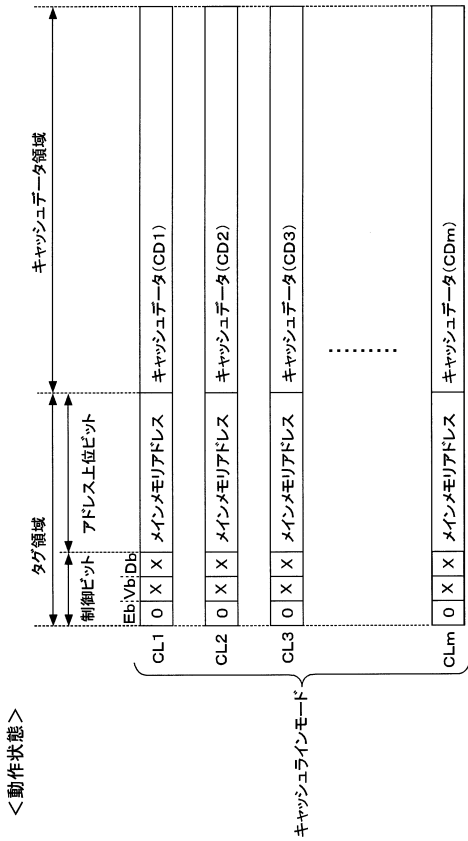 <動作状態>
タグ領域
キャッシュデータ領域
制御ビット
アドレス上位ビット
Eb Vb Db
CL1 0 X X メインメモリアドレス キャッシュデータ(CD1)
CL2 0 X X メインメモリアドレス キャッシュデータ(CD2)
CL3 0 X X メインメモリアドレス キャッシュデータ(CD3)
.........
CLm 0 X X メインメモリアドレス キャッシュデータ(CDm)
キャッシュラインモード